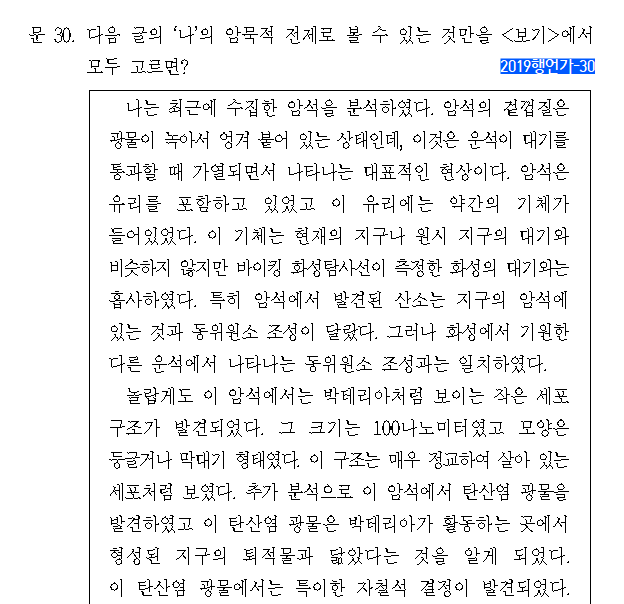 문 30. 다음 글의 ‘나’의 암묵적 전제로 볼 수 있는 것만을 <보기>에서
모두 고르면?
2019행언가-30
나는 최근에 수집한 암석을 분석하였다. 암석의 겉껍질은
광물이 녹아서 엉겨 붙어 있는 상태인데, 이것은 운석이 대기를
통과할 때 가열되면서 나타나는 대표적인 현상이다. 암석은
유리를 포함하고 있었고 이 유리에는 약간의 기체가
들어있었다. 이 기체는 현재의 지구나 원시 지구의 대기와
비슷하지 않지만 바이킹 화성탐사선이 측정한 화성의 대기와는
흡사하였다. 특히 암석에서 발견된 산소는 지구의 암석에
있는 것과 동위원소 조성이 달랐다. 그러나 화성에서 기원한
다른 운석에서 나타나는 동위원소 조성과는 일치하였다.
놀랍게도 이 암석에서는 박테리아처럼 보이는 작은 세포
구조가 발견되었다. 그 크기는 100나노미터였고 모양은
둥글거나 막대기 형태였다. 이 구조는 매우 정교하여 살아 있는
세포처럼 보였다. 추가 분석으로 이 암석에서 탄산염 광물을
발견하였고 이 탄산염 광물은 박테리아가 활동하는 곳에서
형성된 지구의 퇴적물과 닮았다는 것을 알게 되었다.
이 탄산염 광물에서는 특이한 자철석 결정이 발견되었다.